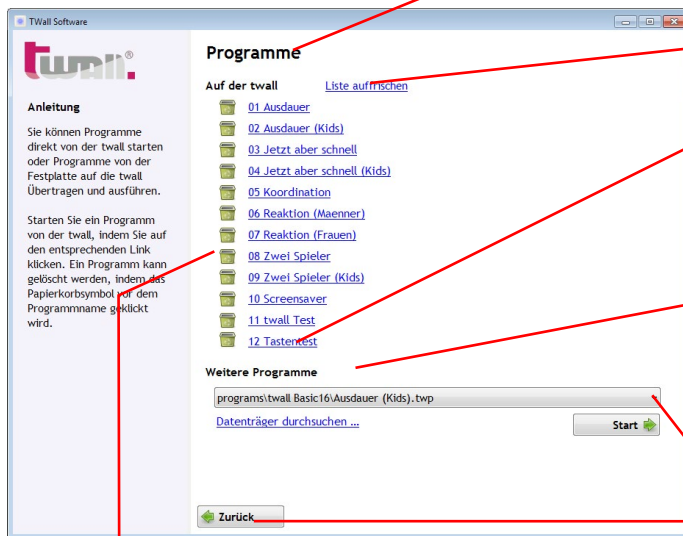 TWall Software
twall®
Programme
Auf der twall Liste auffrischen
01 Ausdauer
02 Ausdauer (Kids)
03 Jetzt aber schnell
04 Jetzt aber schnell (Kids)
05 Koordination
06 Reaktion (Maenner)
07 Reaktion (Frauen)
08 Zwei Spieler
09 Zwei Spieler (Kids)
10 Screensaver
11 twall Test
12 Tastentest
Weitere Programme
programs\twall Basic16\Ausdauer (Kids).twp
Datenträger durchsuchen ...
Start
Zurück
Anleitung
Sie können Programme
direkt von der twall starten
oder Programme von der
Festplatte auf die twall
Übertragen und ausführen.
Starten Sie ein Programm
von der twall, indem Sie auf
den entsprechenden Link
klicken. Ein Programm kann
gelöscht werden, indem das
Papierkorbsymbol vor dem
Programmname geklickt
wird.